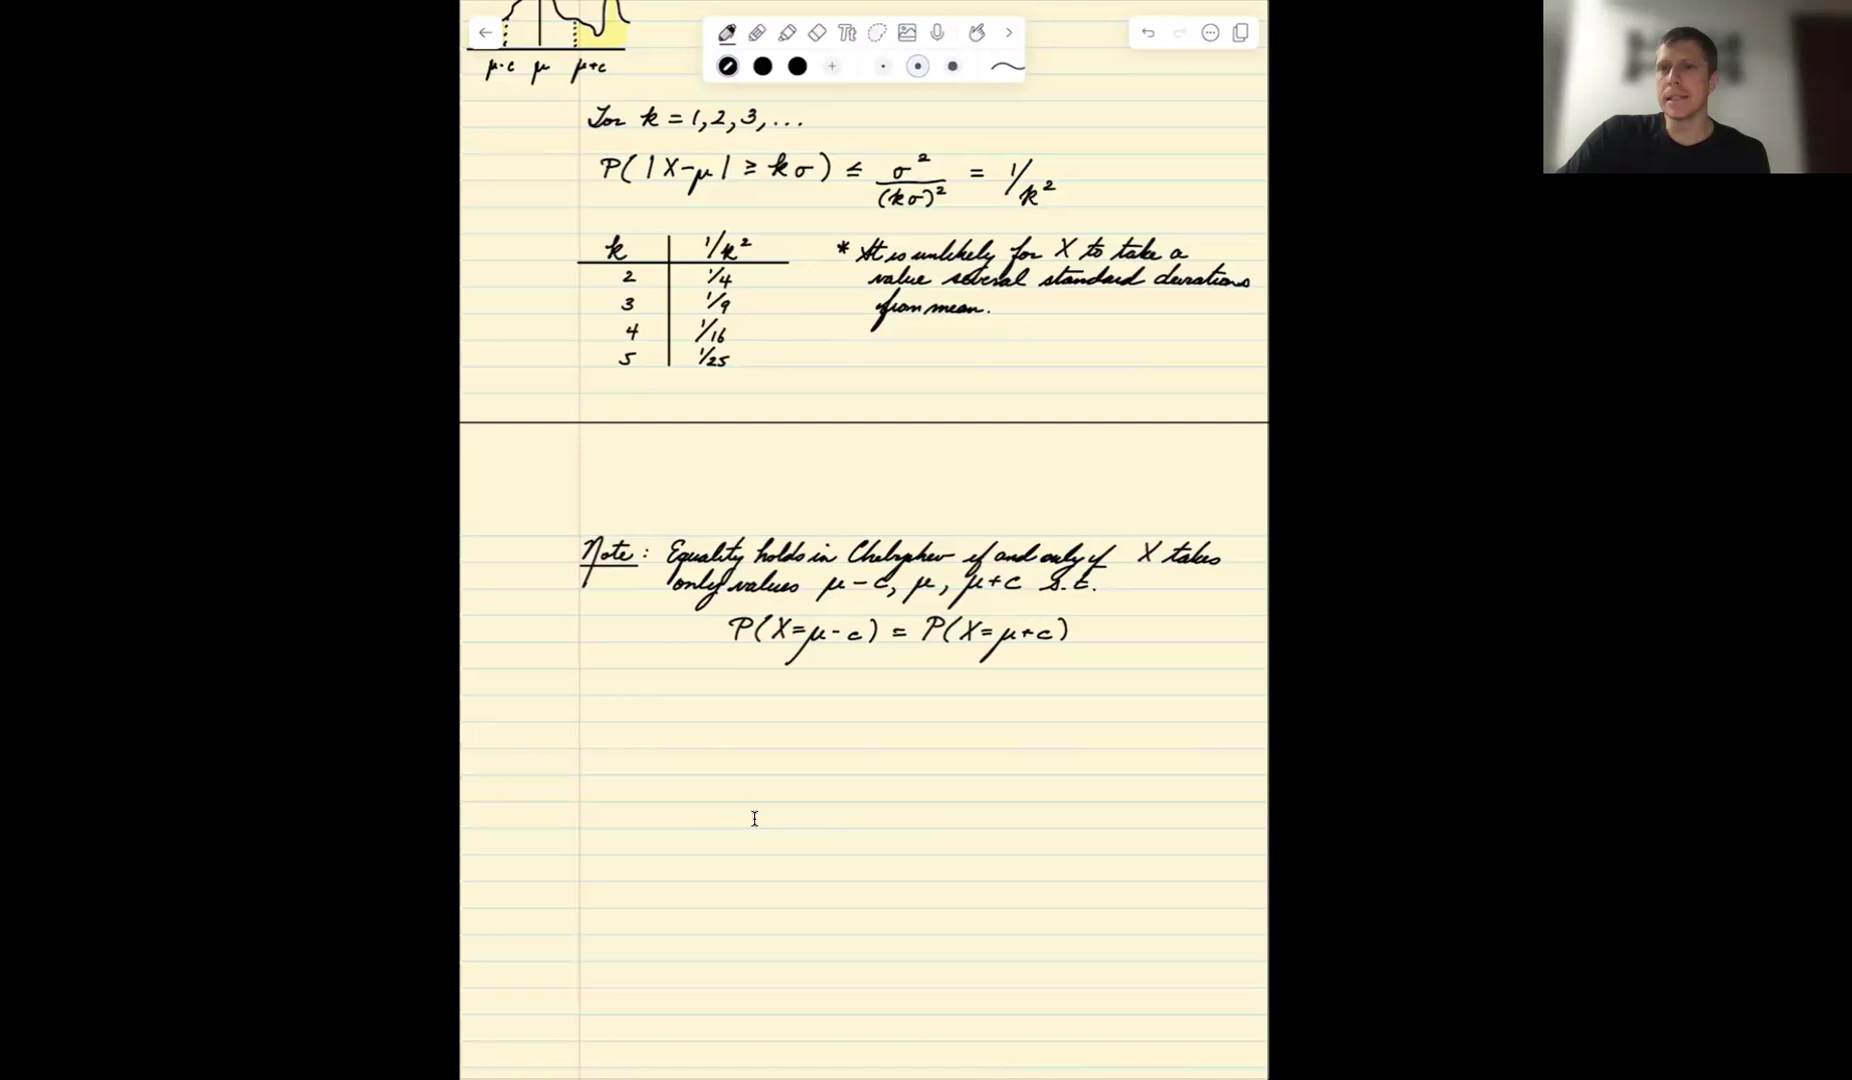 μ-c μ μ+c
For k = 1, 2, 3, ...
P( |X-μ| ≥ kσ ) ≤ σ²/(kσ)² = 1/k²
k 1/k²
2 1/4
3 1/9
4 1/16
5 1/25
* It is unlikely for X to take a
value several standard deviations
from mean.
Note: Equality holds in Chebyshev if and only if X takes
only values μ-c, μ, μ+c s.t.
P(X=μ-c) = P(X=μ+c)
Tt